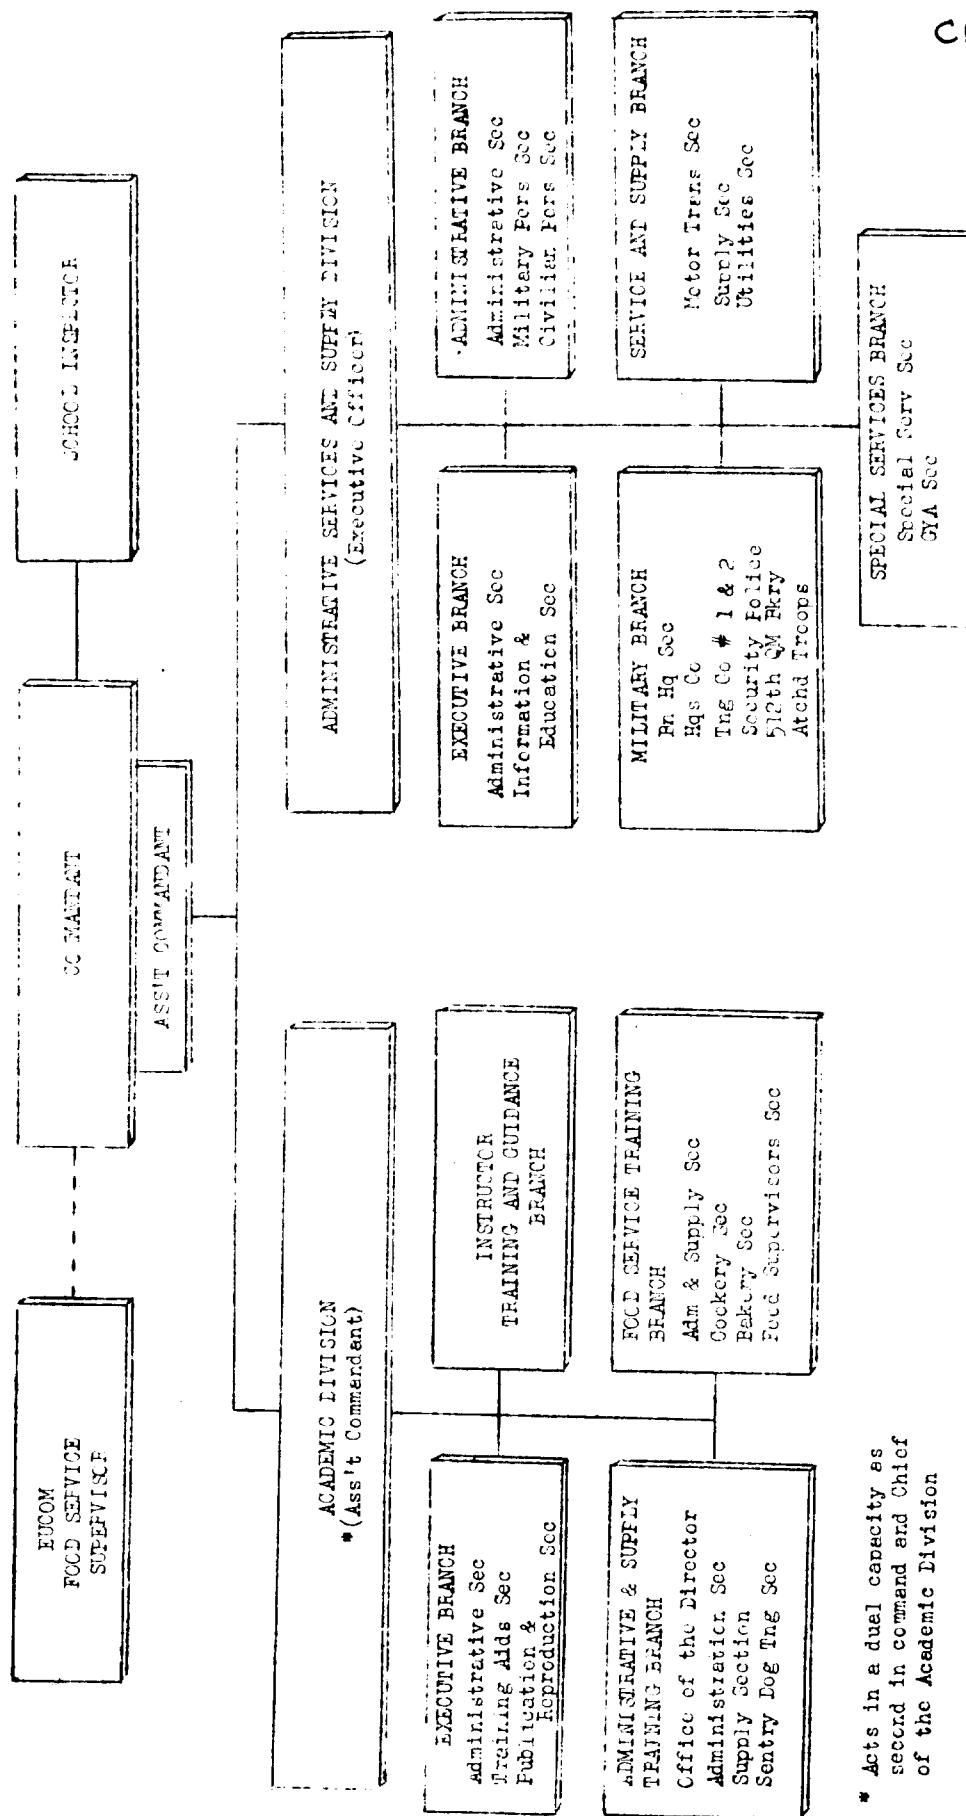 EUCOM
FOOD SERVICE
SUPERVISOR
COMMANDANT
ASS'T COMMANDANT
SCHOOL INSPECTOR
ACADEMIC DIVISION
*(Ass't Commandant)
EXECUTIVE BRANCH
Administrative Sec
Training Aids Sec
Publication &
Reproduction Sec
INSTRUCTOR
TRAINING AND GUIDANCE
BRANCH
ADMINISTRATIVE & SUPPLY
TRAINING BRANCH
Office of the Director
Administration Sec
Supply Section
Sentry Dog Tng Sec
FOOD SERVICE TRAINING
BRANCH
Adm & Supply Sec
Cookery Sec
Bakery Sec
Food Supervisors Sec
ADMINISTRATIVE SERVICES AND SUPPLY DIVISION
(Executive Officer)
EXECUTIVE BRANCH
Administrative Sec
Information &
Education Sec
ADMINISTRATIVE BRANCH
Administrative Sec
Military Pers Sec
Civilian Pers Sec
MILITARY BRANCH
Bn Hq Sec
Hqs Co
Tng Co # 1 & 2
Security Police
512th QM Bkry
Atchd Troops
SERVICE AND SUPPLY BRANCH
Motor Trans Sec
Supply Sec
Utilities Sec
SPECIAL SERVICES BRANCH
Special Serv Sec
GYA Sec
* Acts in a dual capacity as
second in command and Chief
of the Academic Division